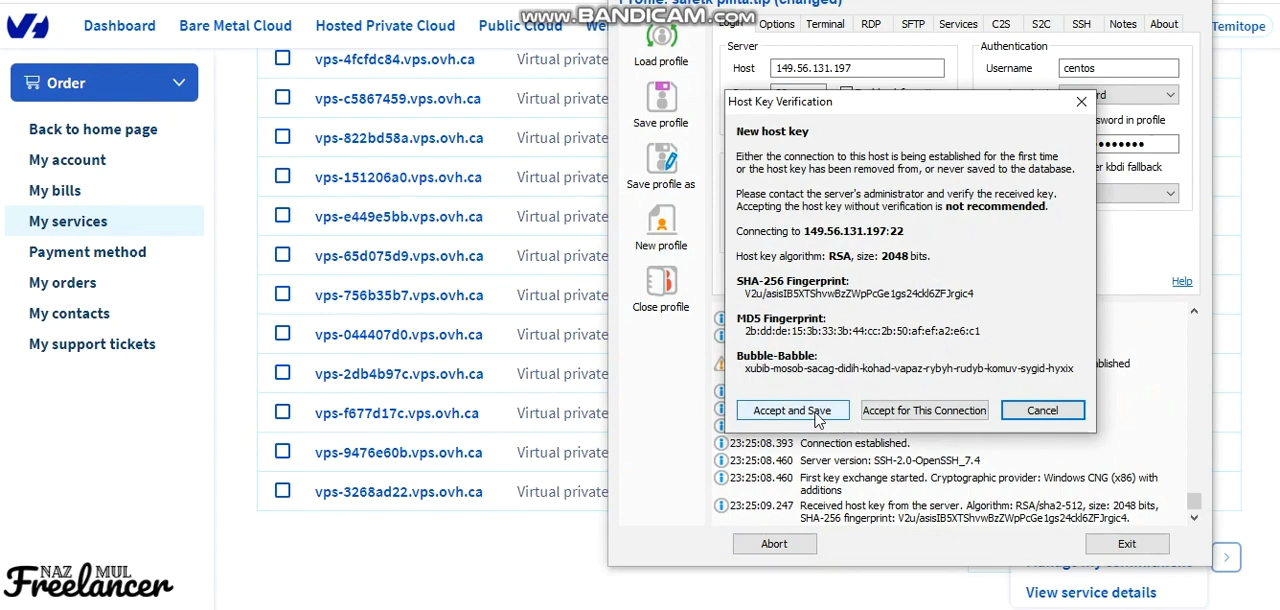 www.BANDICAM.com
Dashboard
Bare Metal Cloud
Hosted Private Cloud
Public Cloud
Temitope
Order
Back to home page
My account
My bills
My services
Payment method
My orders
My contacts
My support tickets
vps-4fcfdc84.vps.ovh.ca Virtual private
vps-c5867459.vps.ovh.ca Virtual private
vps-822bd58a.vps.ovh.ca Virtual private
vps-151206a0.vps.ovh.ca Virtual private
vps-e449e5bb.vps.ovh.ca Virtual private
vps-65d075d9.vps.ovh.ca Virtual private
vps-756b35b7.vps.ovh.ca Virtual private
vps-044407d0.vps.ovh.ca Virtual private
vps-2db4b97c.vps.ovh.ca Virtual private
vps-f677d17c.vps.ovh.ca Virtual private
vps-9476e60b.vps.ovh.ca Virtual private
vps-3268ad22.vps.ovh.ca Virtual private
(changed)
Load profile
Save profile
Save profile as
New profile
Close profile
Login Options Terminal RDP SFTP Services C2S S2C SSH Notes About
Server
Host 149.56.131.197
Authentication
Username centos
Help
Host Key Verification
New host key
Either the connection to this host is being established for the first time
or the host key has been removed from, or never saved to the database.
Please contact the server's administrator and verify the received key.
Accepting the host key without verification is not recommended.
Connecting to 149.56.131.197:22
Host key algorithm: RSA, size: 2048 bits.
SHA-256 Fingerprint:
V2u/asisIB5XTShvwBzZWpPcGe1gs24ckl6ZFJrgic4
MD5 Fingerprint:
2b:dd:de:15:3b:33:3b:44:cc:2b:50:af:ef:a2:e6:c1
Bubble-Babble:
xubib-mosob-sacag-didih-kohad-vapaz-rybyh-rudyb-komuv-sygid-hyxix
Accept and Save Accept for This Connection Cancel
23:25:08.393 Connection established.
23:25:08.460 Server version: SSH-2.0-OpenSSH_7.4
23:25:08.460 First key exchange started. Cryptographic provider: Windows CNG (x86) with
additions
23:25:09.247 Received host key from the server. Algorithm: RSA/sha2-512, size: 2048 bits,
SHA-256 fingerprint: V2u/asisIB5XTShvwBzZWpPcGe1gs24ckl6ZFJrgic4.
Abort
Exit
View service details
NAZ MUL
Freelancer